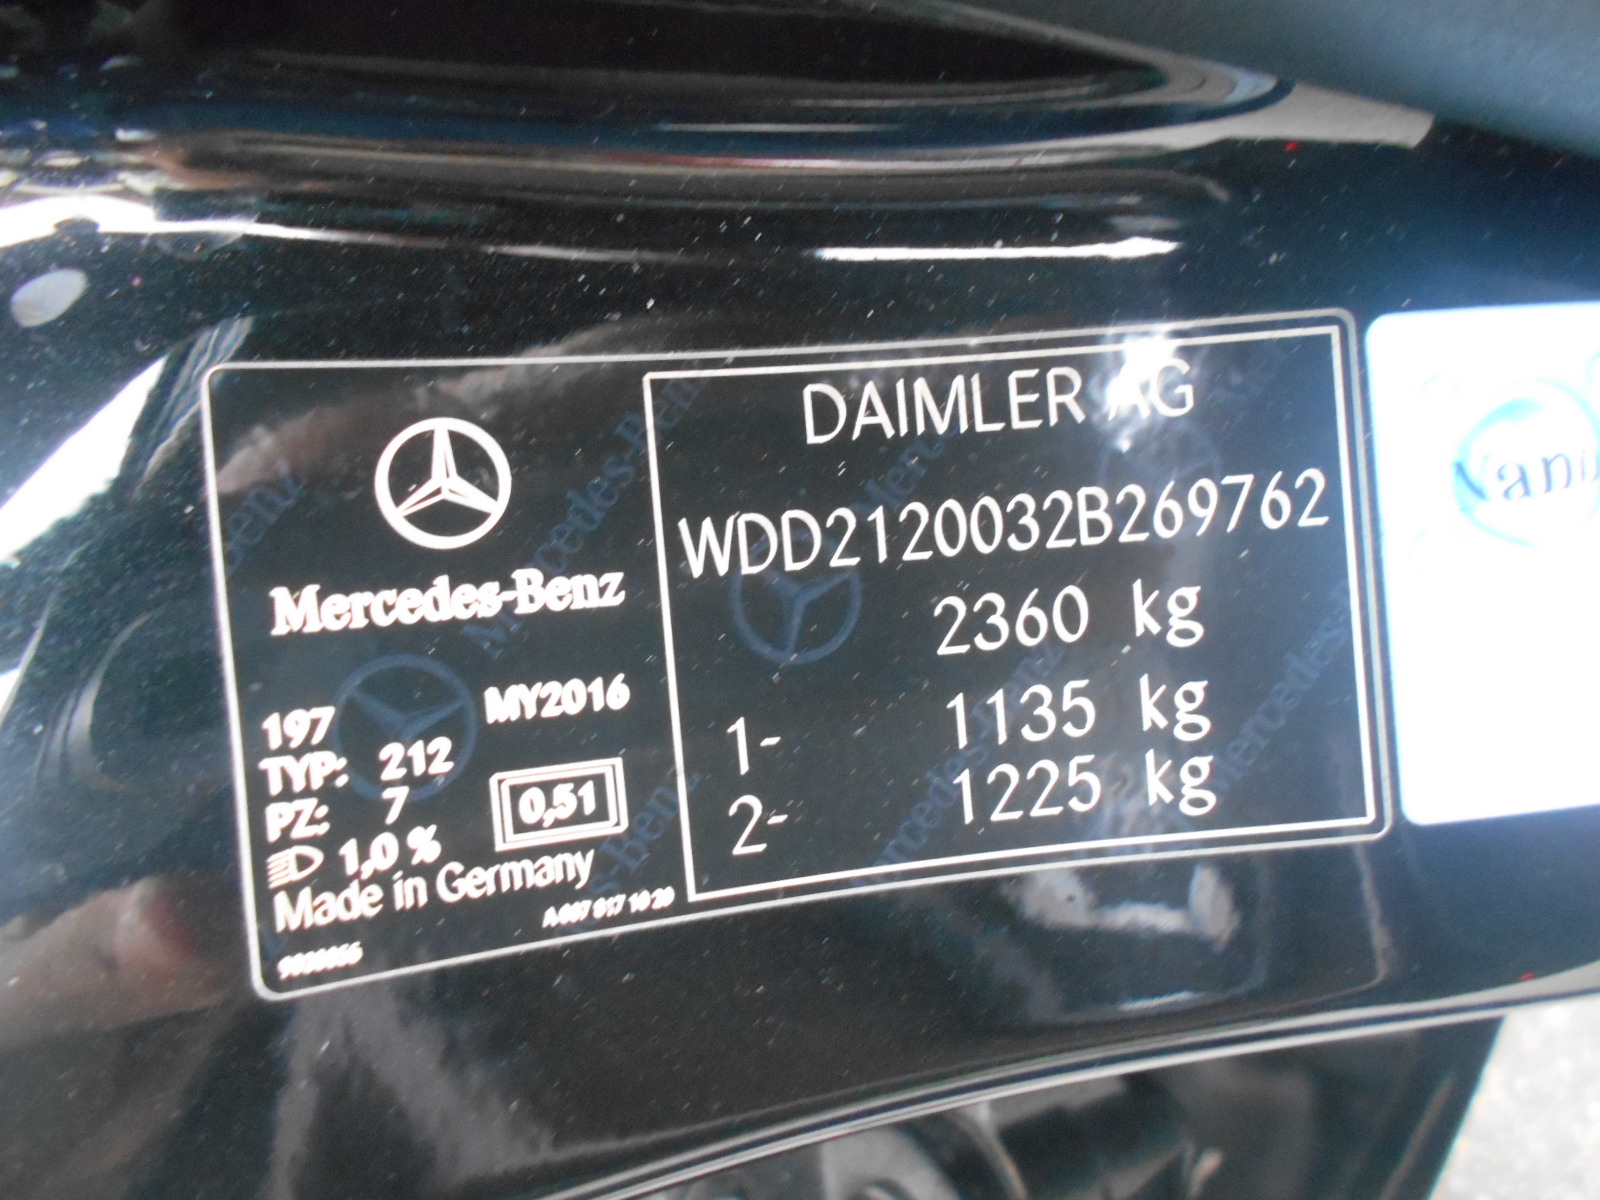 Mercedes-Benz
197 MY2016
TYP: 212
PZ: 7
1,0 %
0,51
Made in Germany
DAIMLER AG
WDD2120032B269762
2360 kg
1- 1135 kg
2- 1225 kg